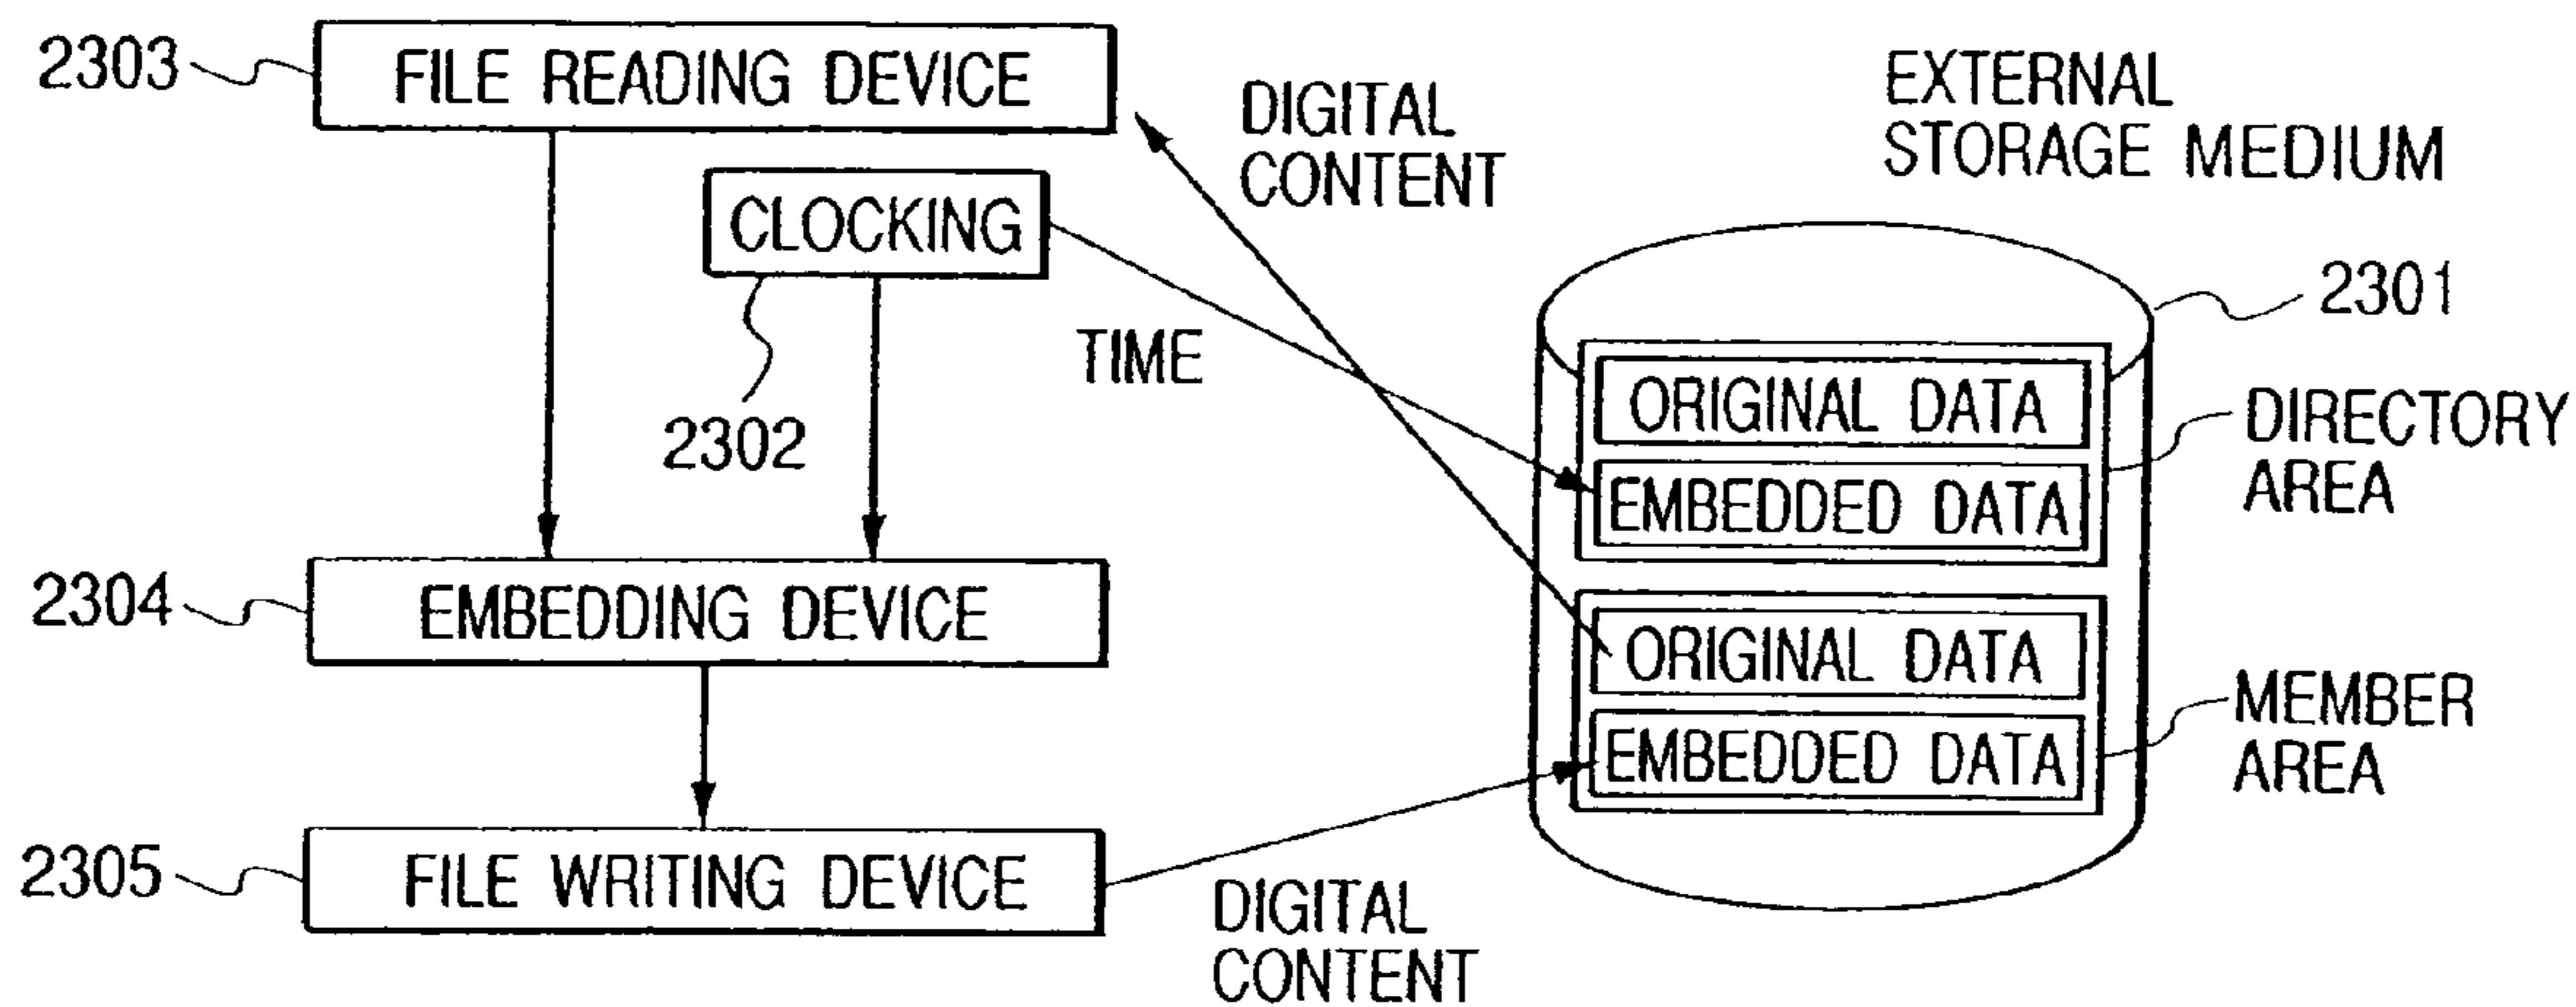 2303
FILE READING DEVICE
DIGITAL
CONTENT
EXTERNAL
STORAGE MEDIUM
CLOCKING
2301
TIME
2302
ORIGINAL DATA
EMBEDDED DATA
DIRECTORY
AREA
2304
EMBEDDING DEVICE
ORIGINAL DATA
EMBEDDED DATA
MEMBER
AREA
2305
FILE WRITING DEVICE
DIGITAL
CONTENT